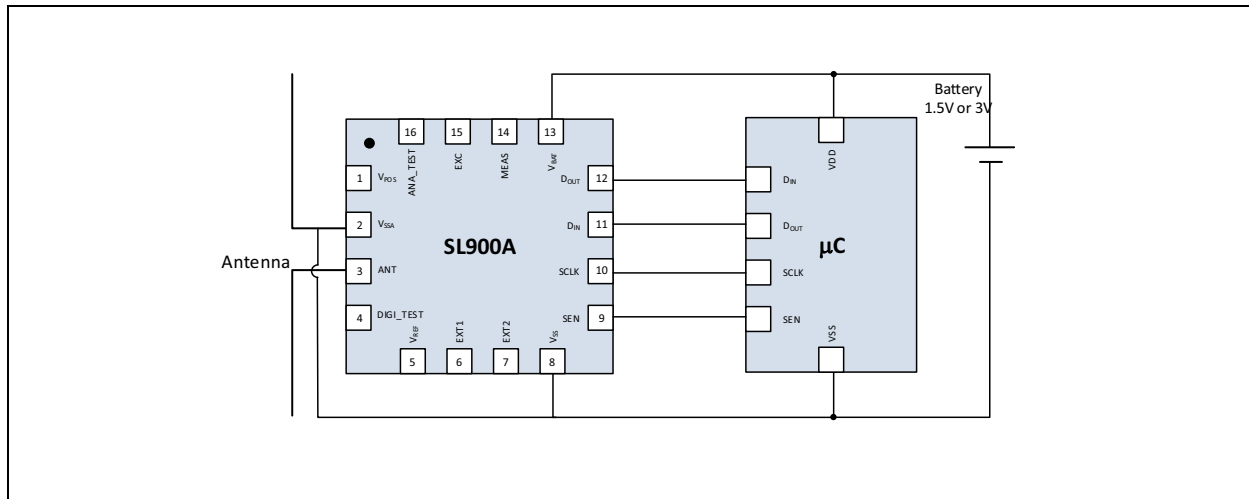 Battery
1.5V or 3V
16
15
14
13
ANA_TEST
EXC
MEAS
VBAT
VDD
1
VPOS
DOUT
12
DIN
2
VSSA
DIN
11
DOUT
SL900A
µC
Antenna
3
ANT
SCLK
10
SCLK
4
DIGI_TEST
SEN
9
SEN
VREF
EXT1
EXT2
VSS
VSS
5
6
7
8